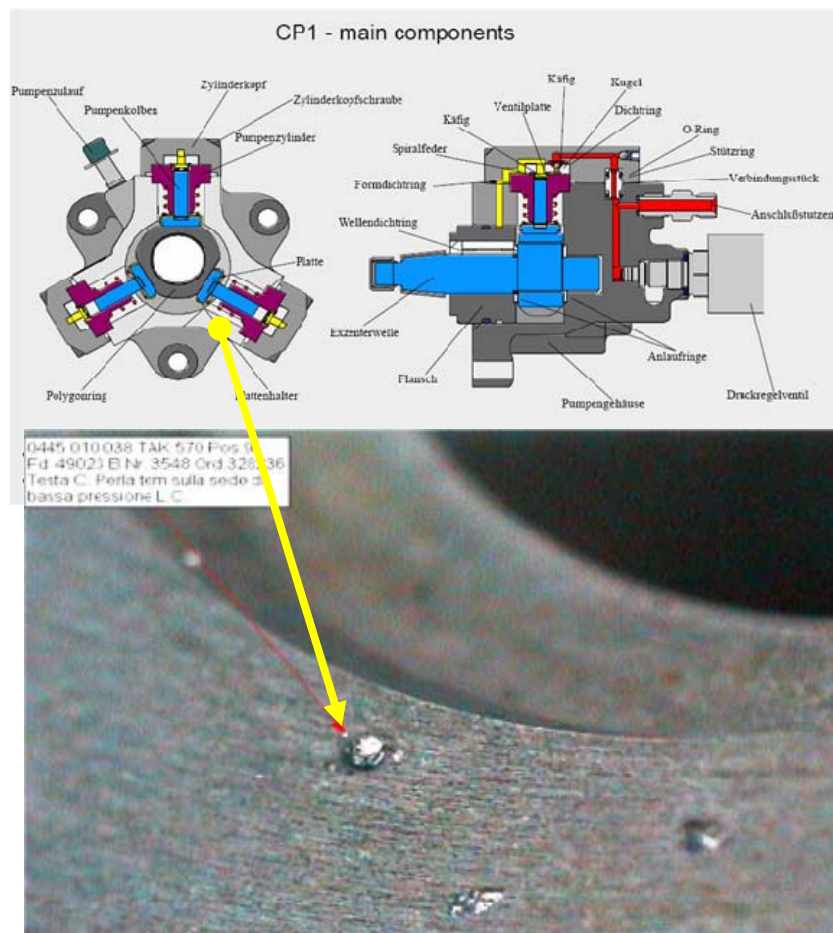 CP1 - main components
Pumpenzulauf
Pumpenkolben
Zylinderkopf
Zylinderkopfschraube
Pumpenzylinder
Platte
Polygonring
Plattenhalter
Käfig
Spiralfeder
Formdichtring
Wellendichtring
Ventilplatte
Käfig
Kugel
Dichtring
O-Ring
Stützring
Verbindungsstück
Anschlußstutzen
Exzenterwelle
Flansch
Anlaufringe
Pumpengehäuse
Druckregelventil
0445 010 038 TAK 570 Pos
Fd. 49023 B.Nr. 3548 Ord.
Testa C. Perla tem sulla sede
bassa pressione L.C.